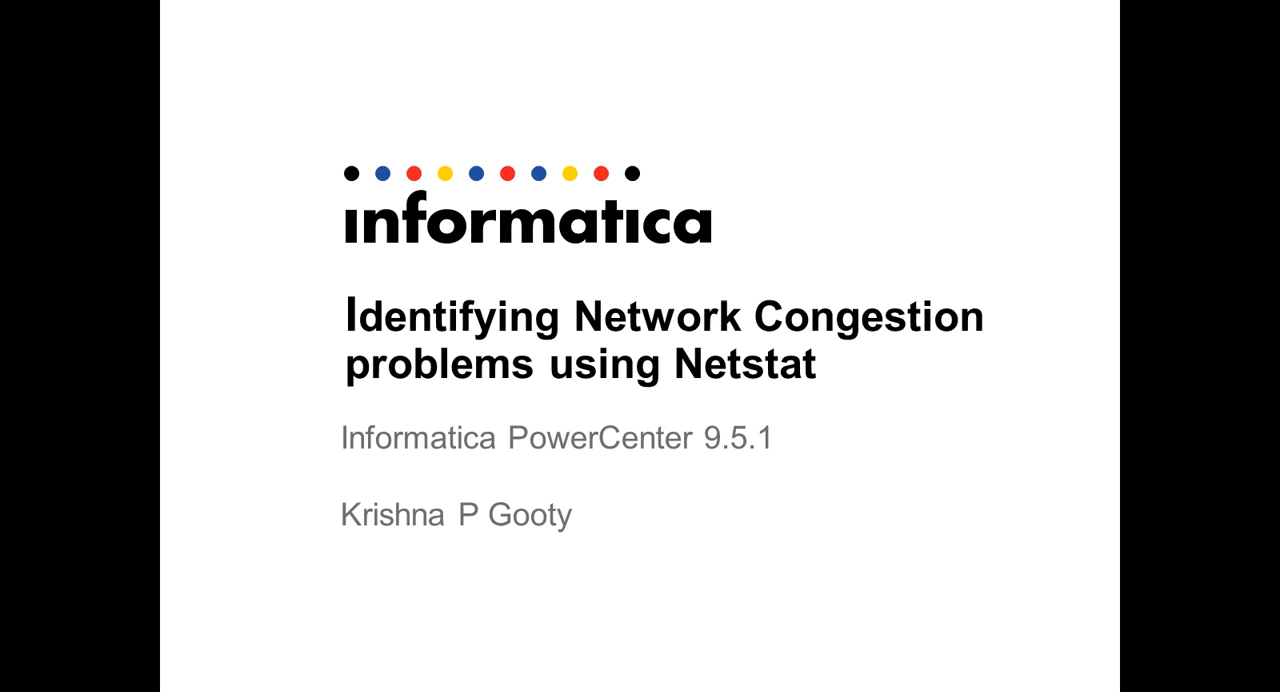 informatica
Identifying Network Congestion
problems using Netstat
Informatica PowerCenter 9.5.1
Krishna P Gooty